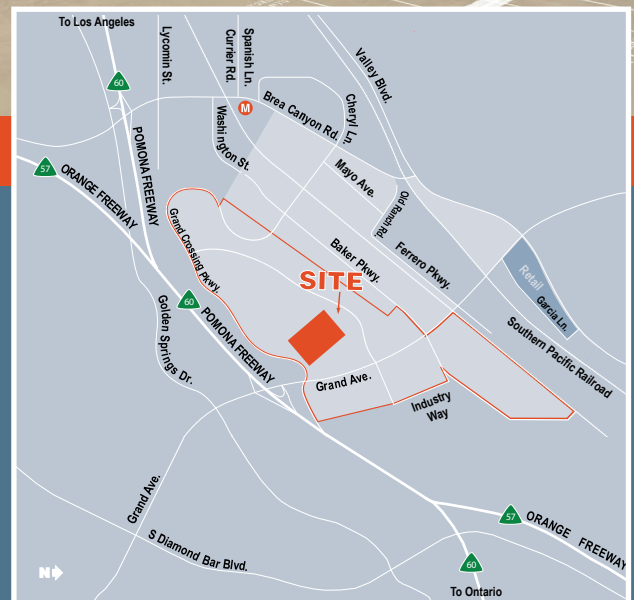 To Los Angeles
Lycomin St.
Currier Rd.
Spanish Ln.
Valley Blvd.
60
M
Brea Canyon Rd.
Cheryl Ln.
Washington St.
POMONA FREEWAY
57
ORANGE FREEWAY
Mayo Ave.
Old Ranch Rd.
Grand Crossing Pkwy.
Baker Pkwy.
Ferrero Pkwy.
Retail
Garcia Ln.
SITE
60
POMONA FREEWAY
Golden Springs Dr.
Southern Pacific Railroad
Grand Ave.
Industry
Way
Grand Ave.
S Diamond Bar Blvd.
57
ORANGE FREEWAY
60
N
To Ontario